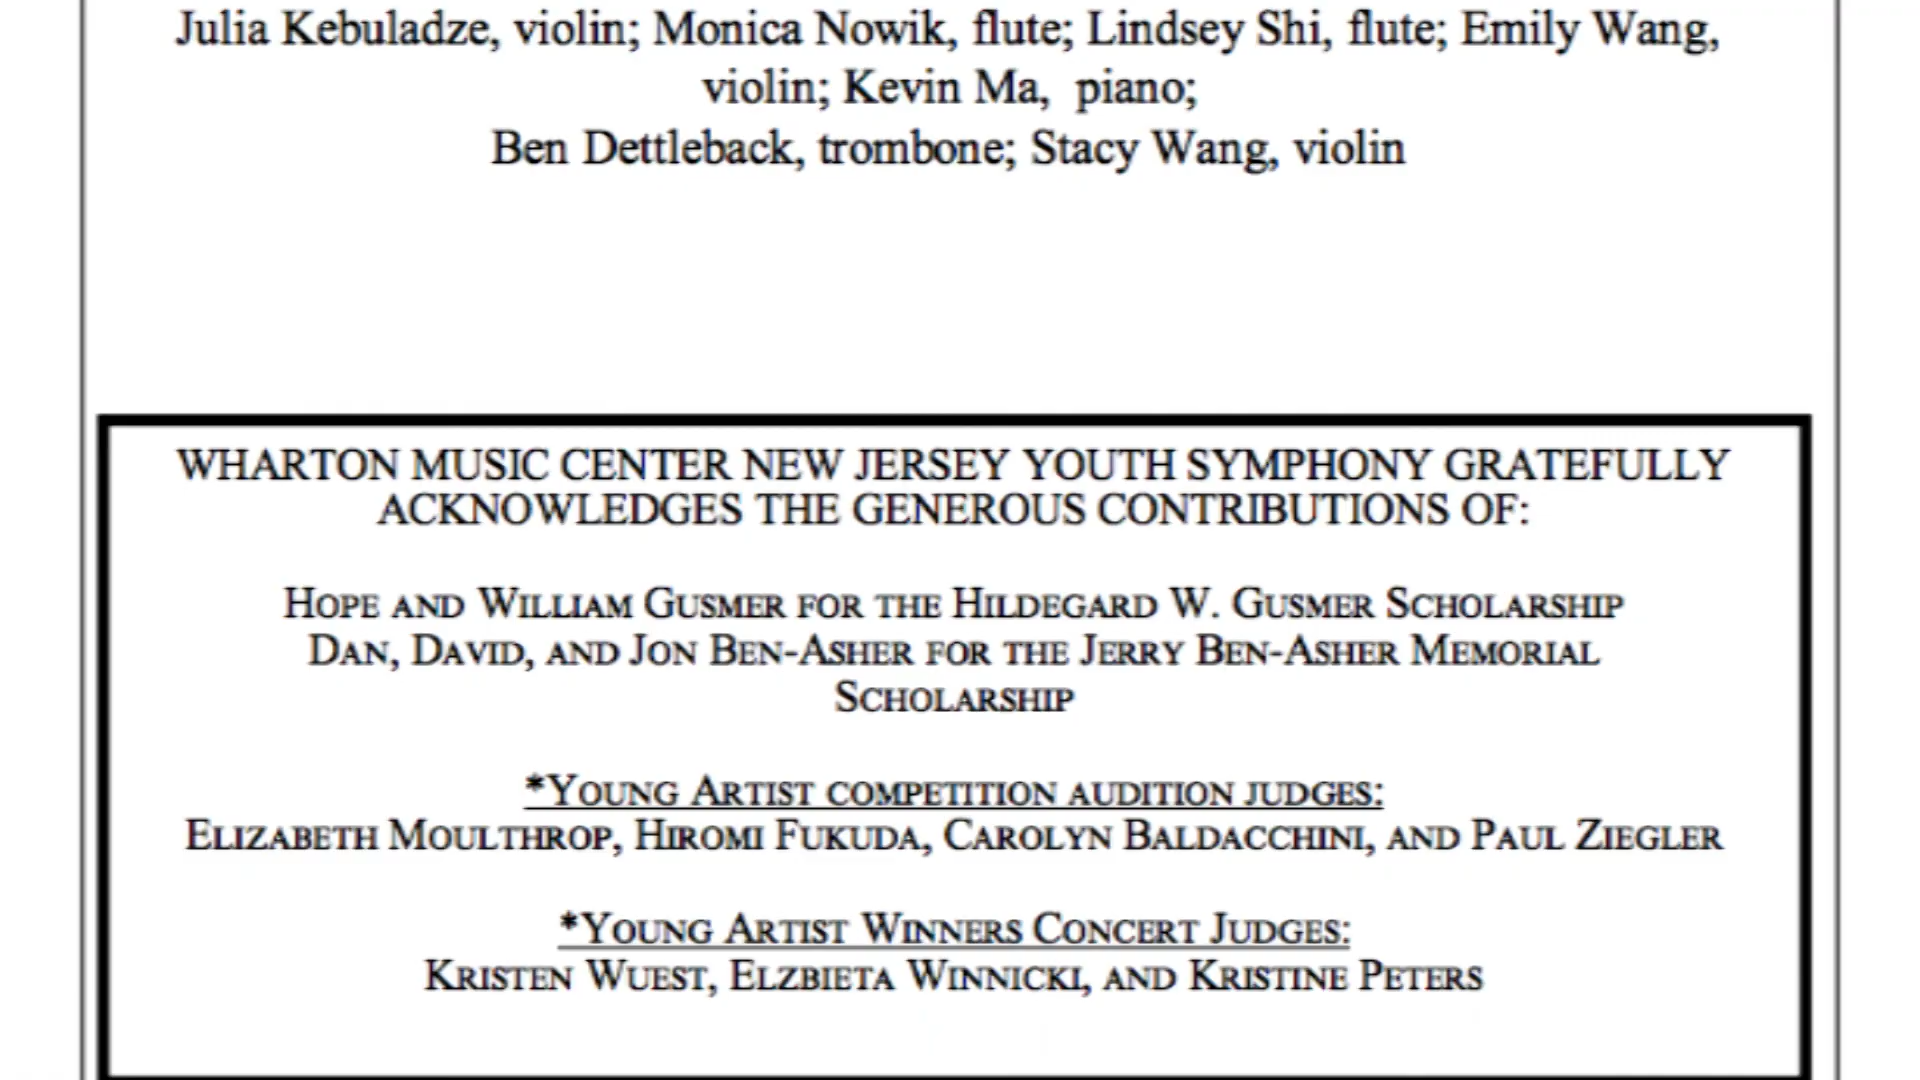 Julia Kebuladze, violin; Monica Nowik, flute; Lindsey Shi, flute; Emily Wang,
violin; Kevin Ma, piano;
Ben Dettleback, trombone; Stacy Wang, violin
WHARTON MUSIC CENTER NEW JERSEY YOUTH SYMPHONY GRATEFULLY
ACKNOWLEDGES THE GENEROUS CONTRIBUTIONS OF:
HOPE AND WILLIAM GUSMER FOR THE HILDEGARD W. GUSMER SCHOLARSHIP
DAN, DAVID, AND JON BEN-ASHER FOR THE JERRY BEN-ASHER MEMORIAL
SCHOLARSHIP
*YOUNG ARTIST COMPETITION AUDITION JUDGES:
ELIZABETH MOULTHROP, HIROMI FUKUDA, CAROLYN BALDACCHINI, AND PAUL ZIEGLER
*YOUNG ARTIST WINNERS CONCERT JUDGES:
KRISTEN WUEST, ELZBIETA WINNICKI, AND KRISTINE PETERS